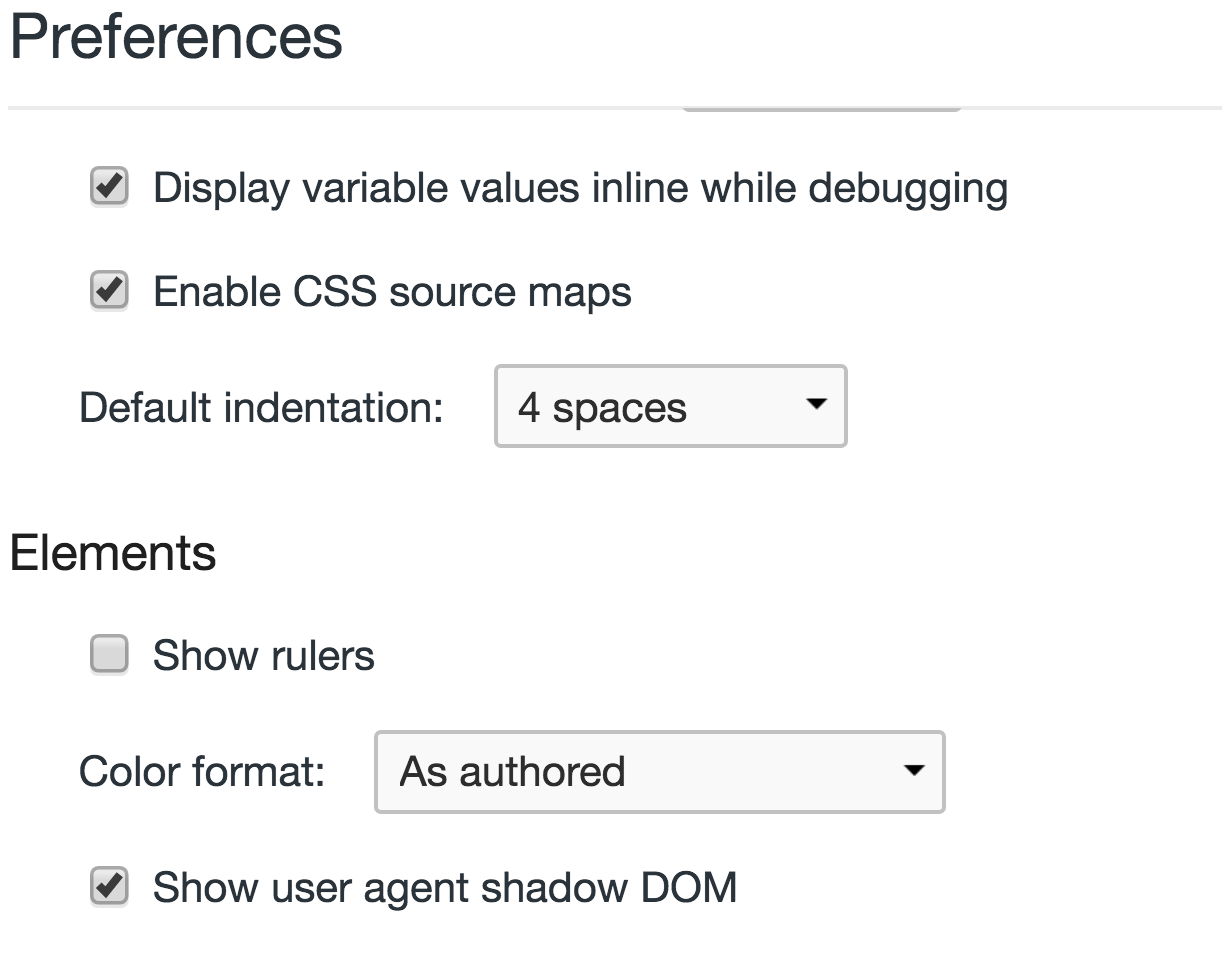 Preferences
Display variable values inline while debugging
Enable CSS source maps
Default indentation: 4 spaces
Elements
Show rulers
Color format: As authored
Show user agent shadow DOM